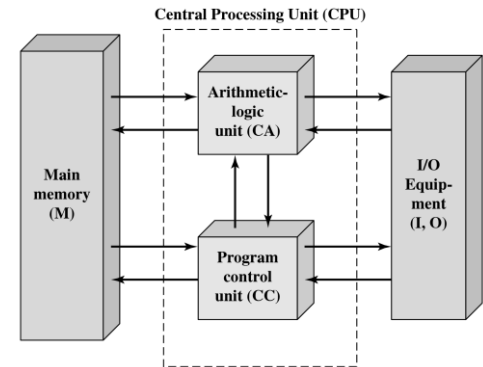 Central Processing Unit (CPU)
Arithmetic-
logic
unit (CA)
Main
memory
(M)
I/O
Equip-
ment
(I, O)
Program
control
unit (CC)